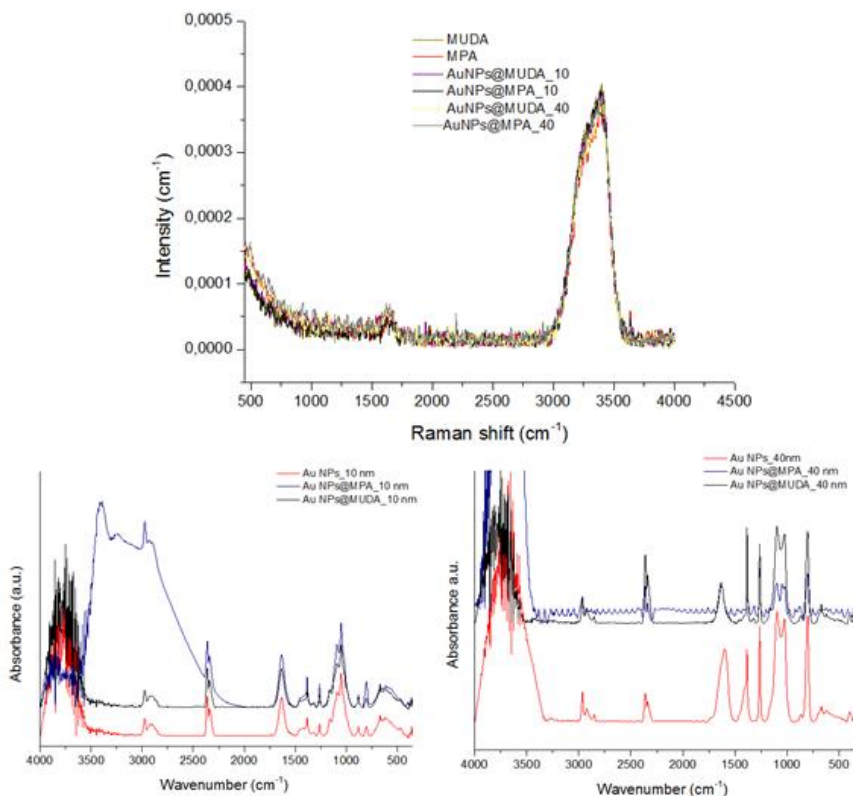 0,0005
MUDA
MPA
AuNPs@MUDA_10
AuNPs@MPA_10
AuNPs@MUDA_40
AuNPs@MPA_40
0,0004
0,0003
0,0002
0,0001
0,0000
Intensity (cm-1)
500 1000 1500 2000 2500 3000 3500 4000 4500
Raman shift (cm-1)
Au NPs_10 nm
Au NPs@MPA_10 nm
Au NPs@MUDA_10 nm
Absorbance (a.u.)
4000 3500 3000 2500 2000 1500 1000 500
Wavenumber (cm-1)
Au NPs_40nm
Au NPs@MPA_40 nm
Au NPs@MUDA_40 nm
Absorbance a.u.
4000 3500 3000 2500 2000 1500 1000 500
Wavenumber (cm-1)